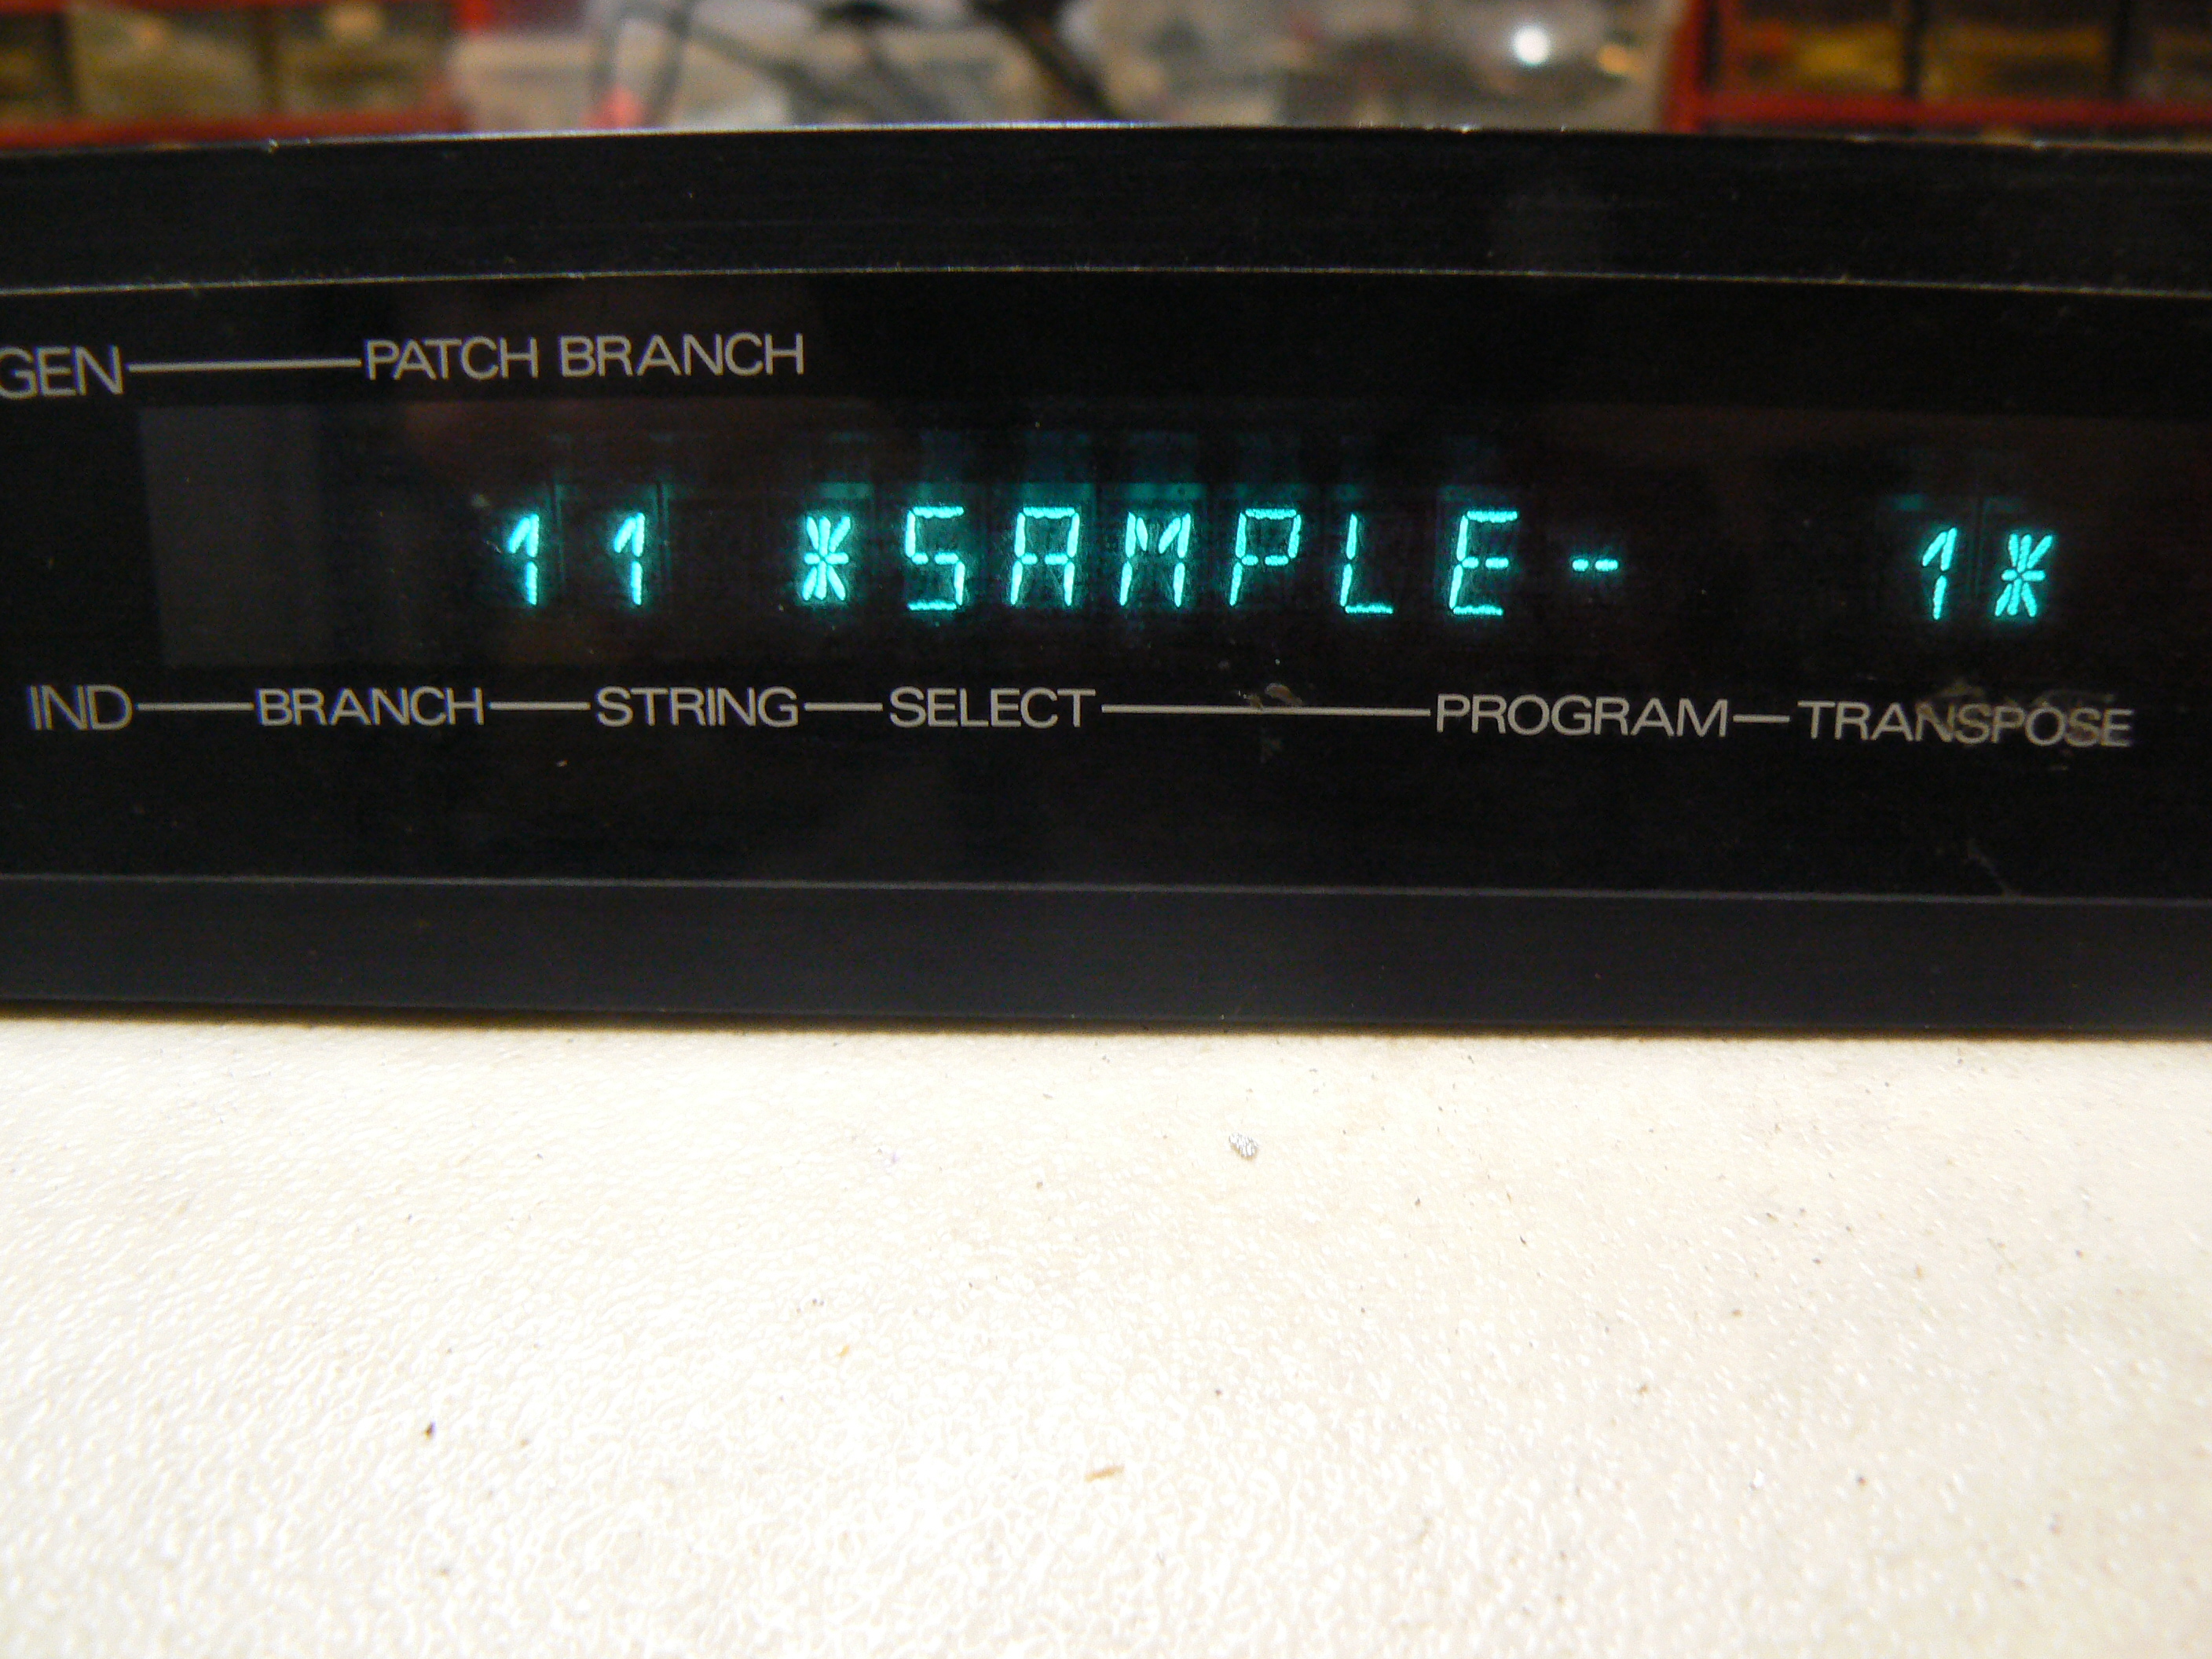 GEN PATCH BRANCH
11 *SAMPLE- 1*
IND BRANCH STRING SELECT PROGRAM TRANSPOSE